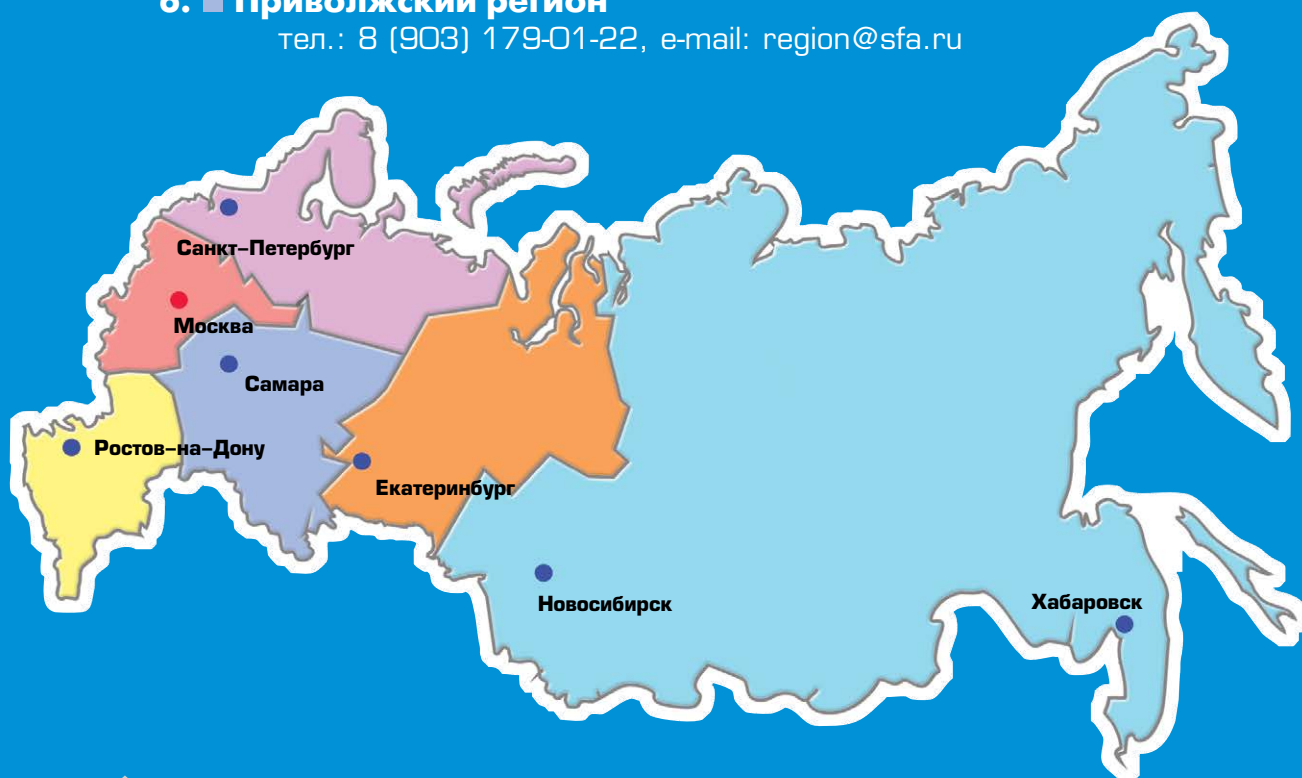 6. Приволжский регион
тел.: 8 (903) 179-01-22, e-mail: region@sfa.ru
Санкт–Петербург
Москва
Самара
Ростов–на–Дону
Екатеринбург
Новосибирск
Хабаровск